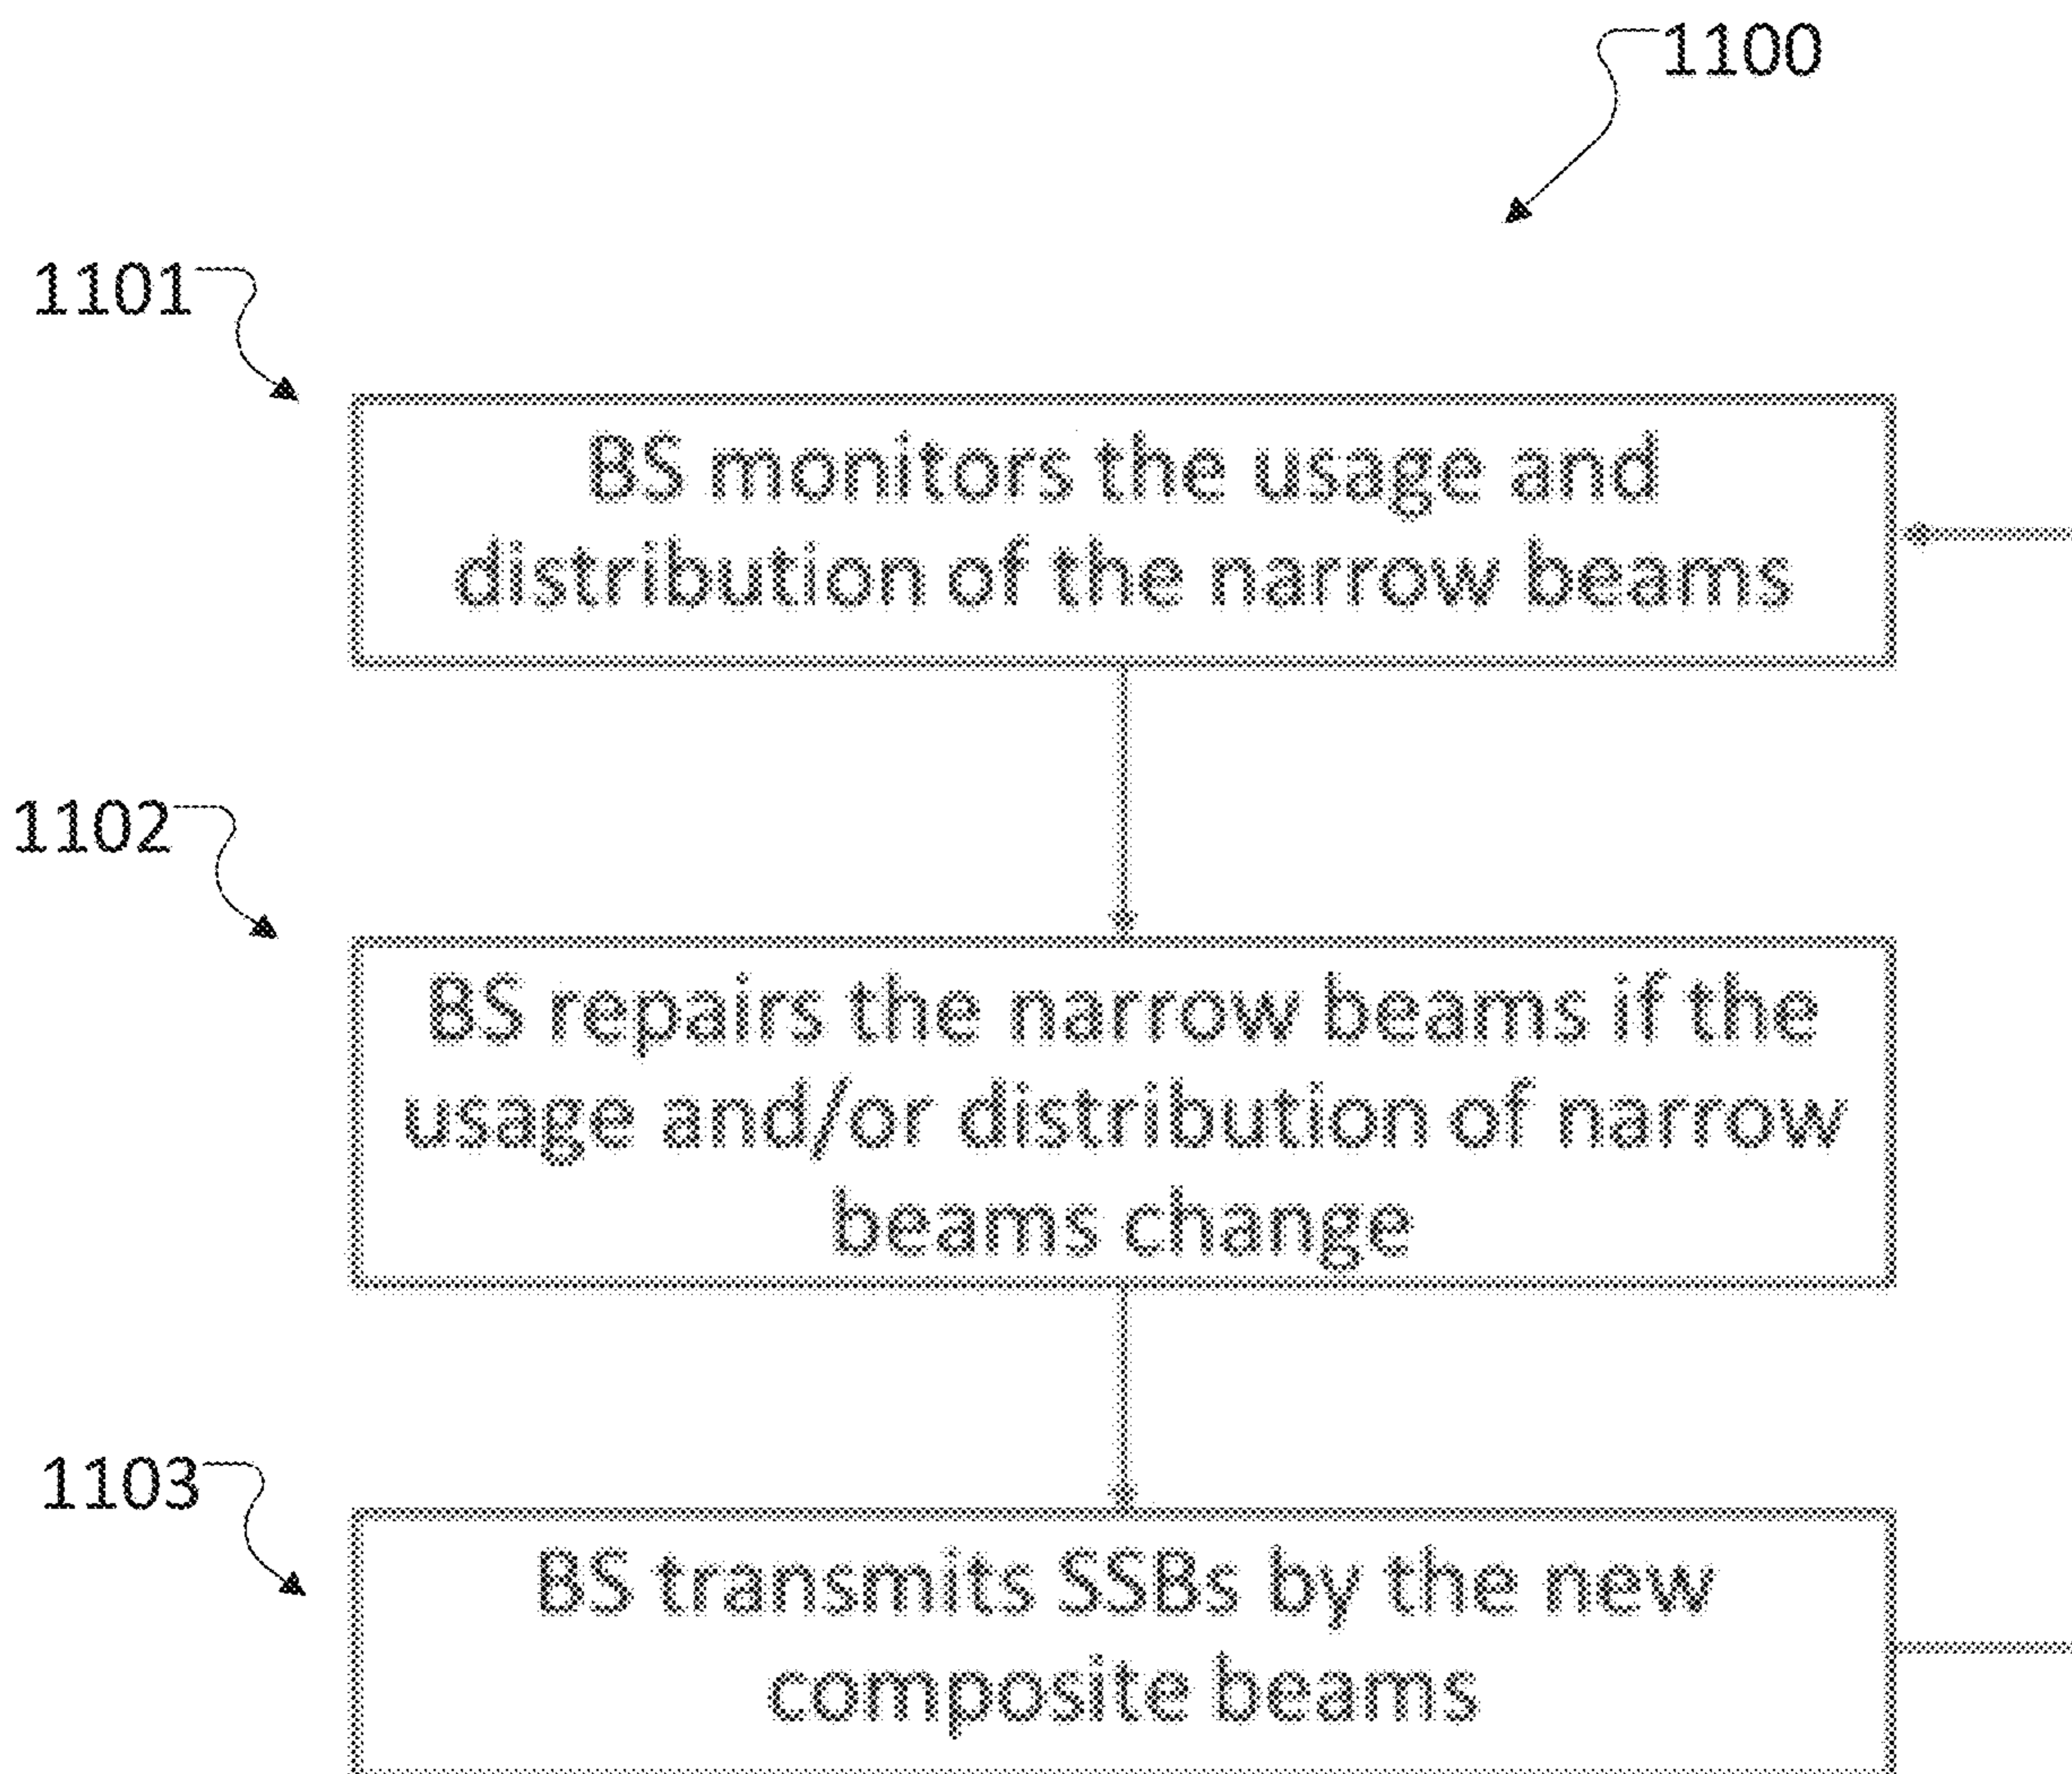 1100
1101
BS monitors the usage and
distribution of the narrow beams
1102
BS repairs the narrow beams if the
usage and/or distribution of narrow
beams change
1103
BS transmits SSBs by the new
composite beams